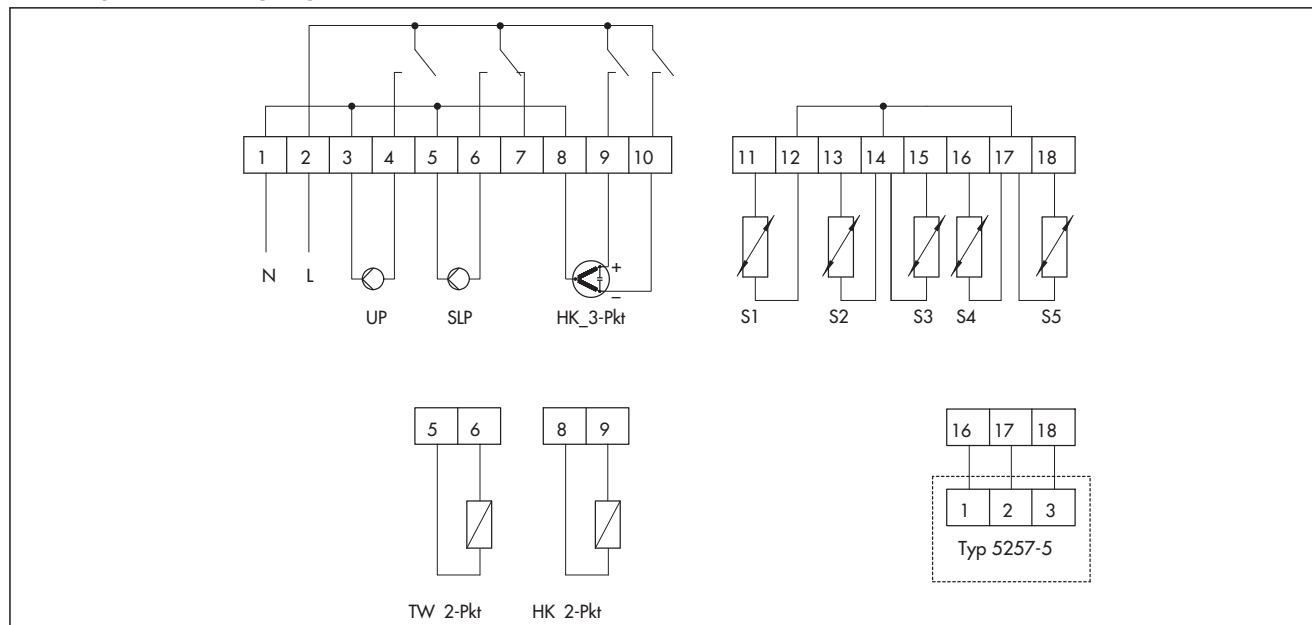 1 2 3 4 5 6 7 8 9 10
11 12 13 14 15 16 17 18
N L
+
−
UP SLP HK_3-Pkt
S1 S2 S3 S4 S5
5 6
8 9
16 17 18
1 2 3
Typ 5257-5
TW 2-Pkt HK 2-Pkt